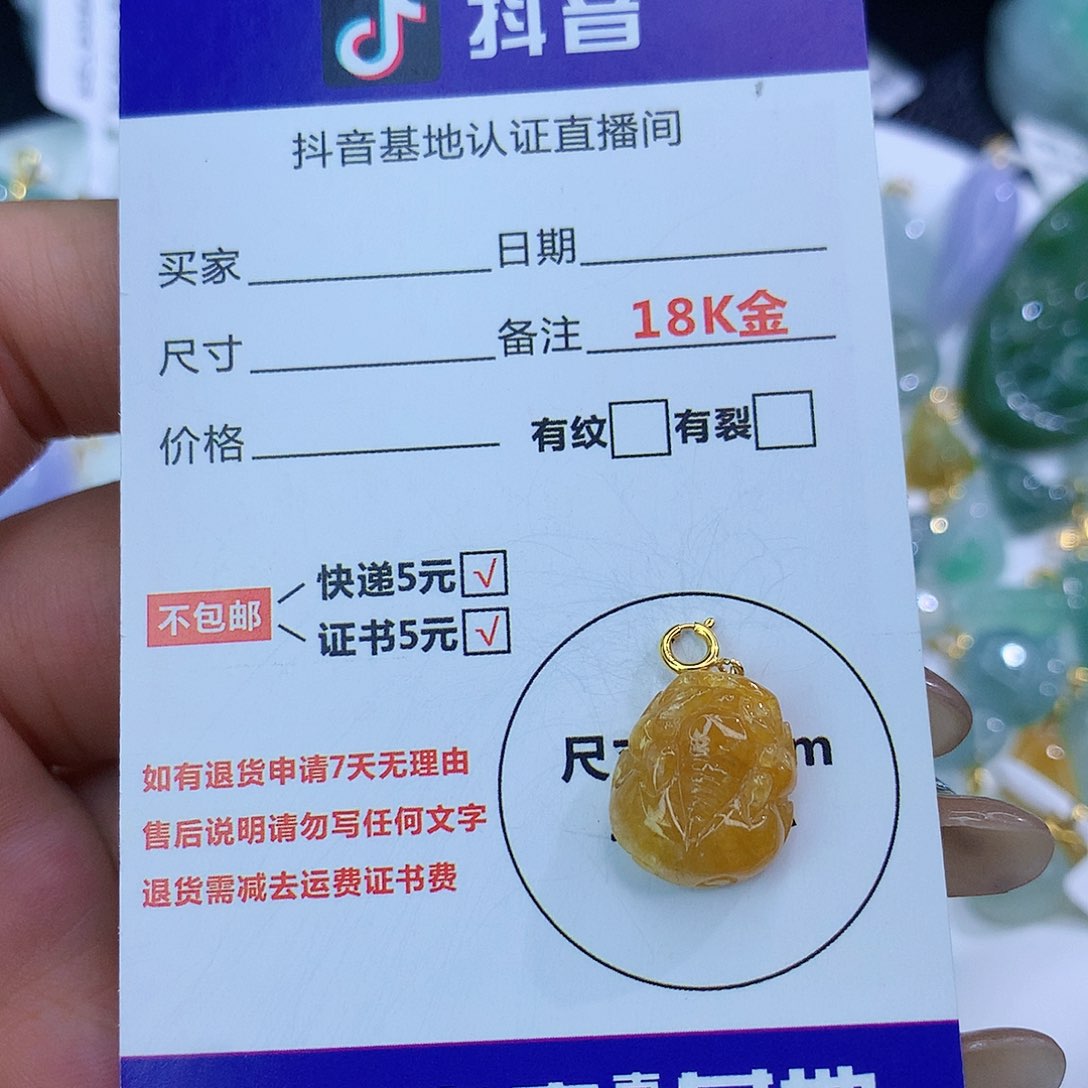 抖音
抖音基地认证直播间
买家 日期
尺寸 备注 18K金
价格 有纹 有裂
不包邮
快递5元 √
证书5元 √
尺 m
如有退货申请7天无理由
售后说明请勿写任何文字
退货需减去运费证书费